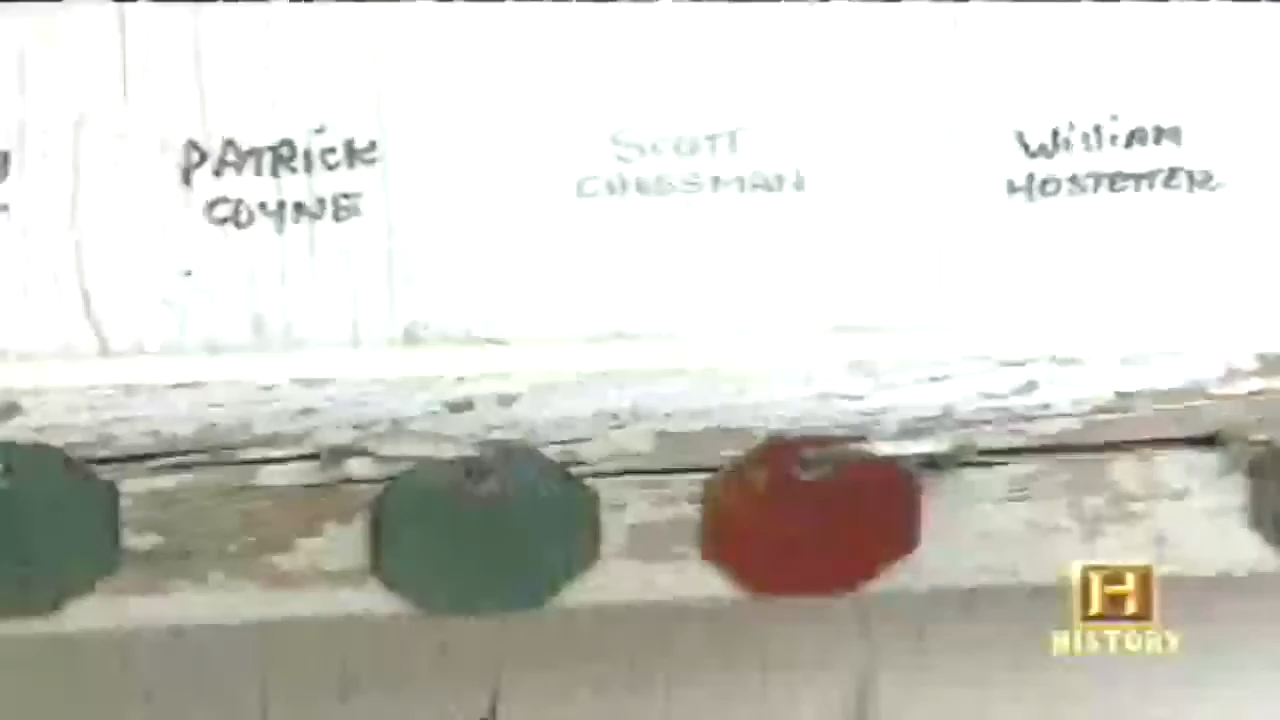 PATRICK
COYNE
SCOTT
CHESSMAN
William
HOSTETTER
H
HISTORY